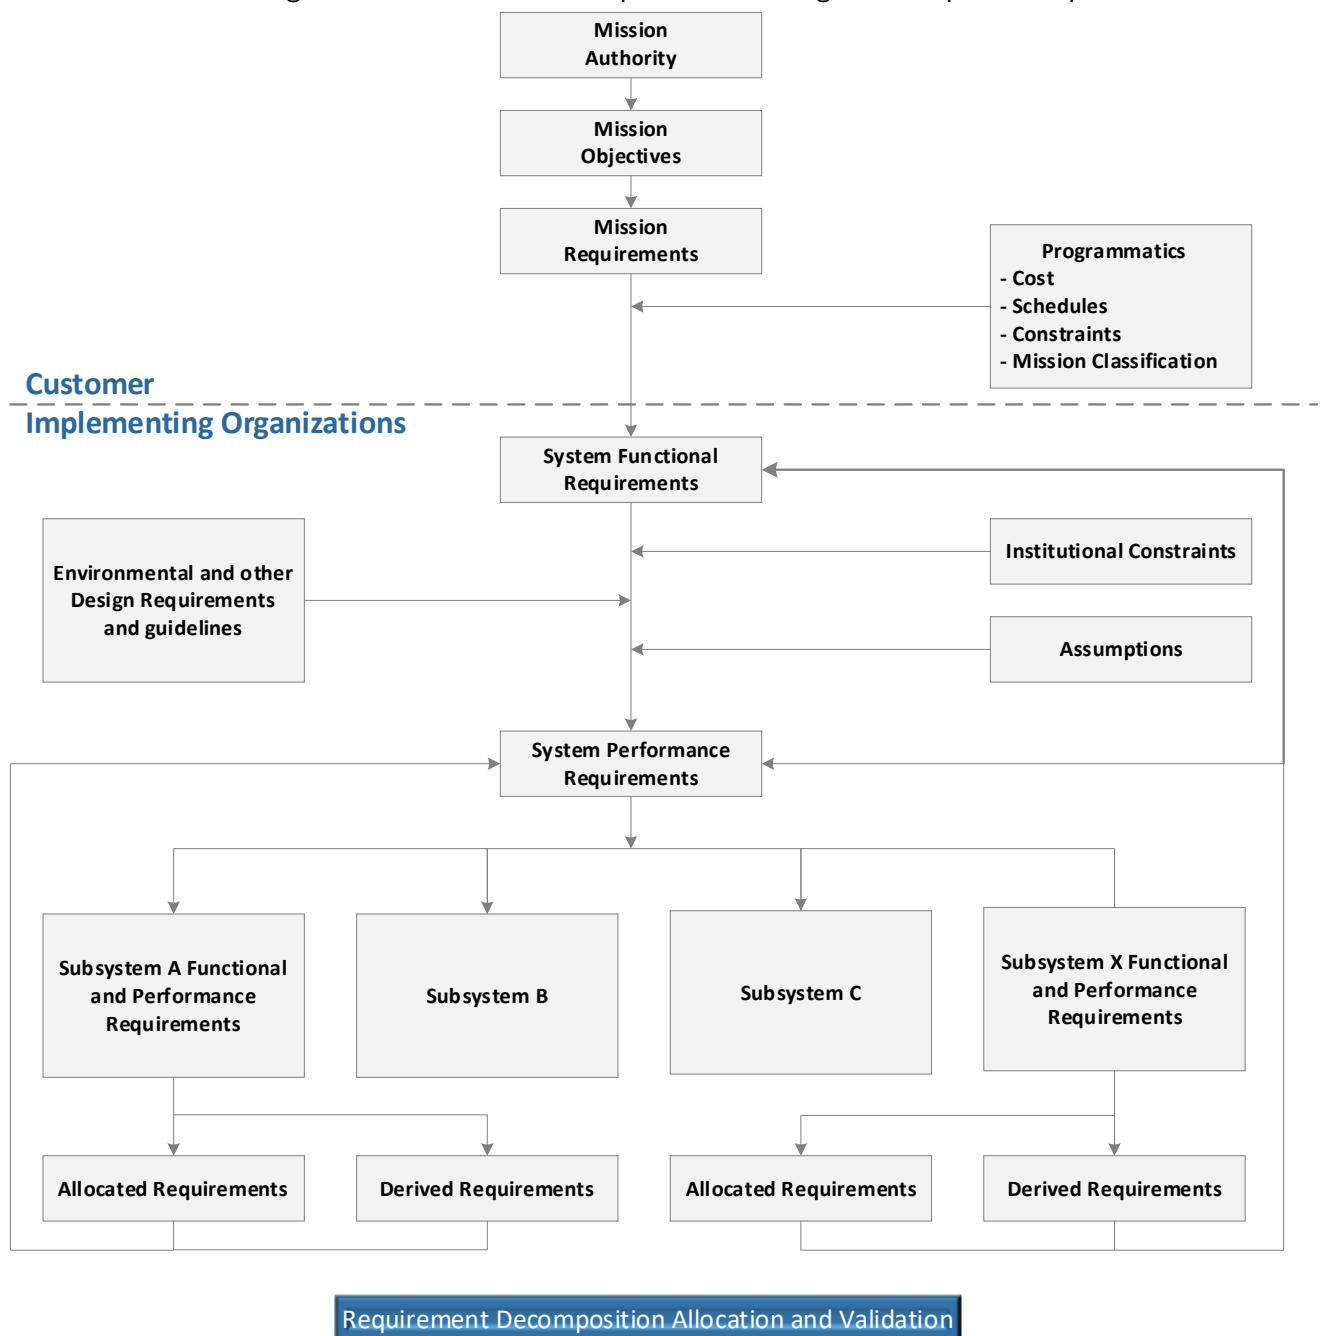 Mission
Authority
Mission
Objectives
Mission
Requirements
Programmatics
- Cost
- Schedules
- Constraints
- Mission Classification
Customer
Implementing Organizations
System Functional
Requirements
Environmental and other
Design Requirements
and guidelines
Institutional Constraints
Assumptions
System Performance
Requirements
Subsystem A Functional
and Performance
Requirements
Subsystem B
Subsystem C
Subsystem X Functional
and Performance
Requirements
Allocated Requirements
Derived Requirements
Allocated Requirements
Derived Requirements
Requirement Decomposition Allocation and Validation